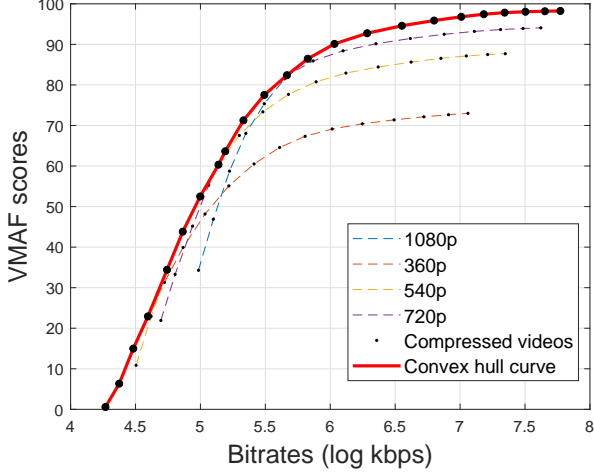 100
90
80
70
60
50
40
30
20
10
0
VMAF scores
1080p
360p
540p
720p
Compressed videos
Convex hull curve
4 4.5 5 5.5 6 6.5 7 7.5 8
Bitrates (log kbps)